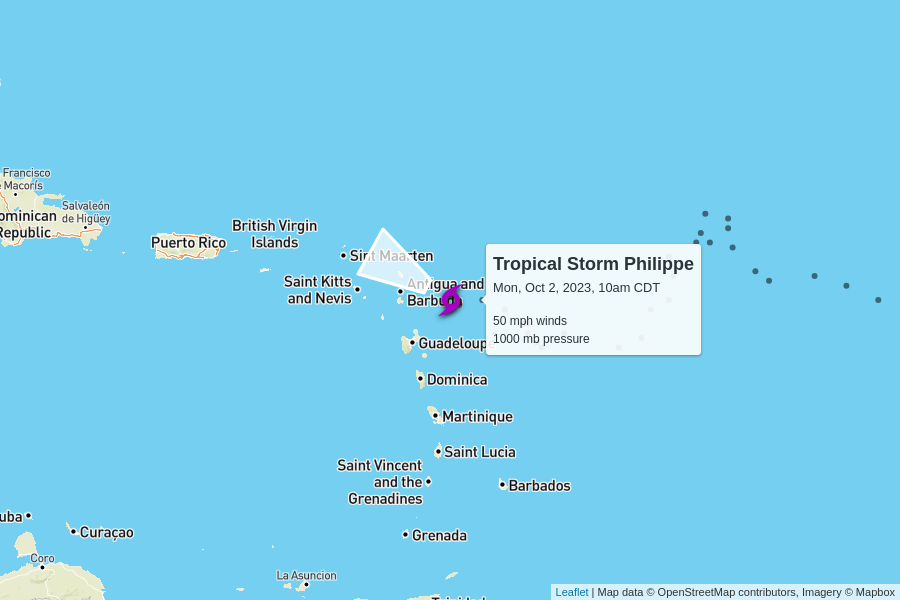 Francisco
e Macorís
Salvaleón
de Higüey
ominican
Republic
Puerto Rico
British Virgin
Islands
Sint Maarten
Saint Kitts
and Nevis
Antigua and
Barbuda
Tropical Storm Philippe
Mon, Oct 2, 2023, 10am CDT
50 mph winds
1000 mb pressure
Guadeloupe
Dominica
Martinique
Saint Lucia
Saint Vincent
and the
Grenadines
Barbados
Grenada
uba
Curaçao
Coro
La Asuncion
Trinidad
Leaflet | Map data © OpenStreetMap contributors, Imagery © Mapbox